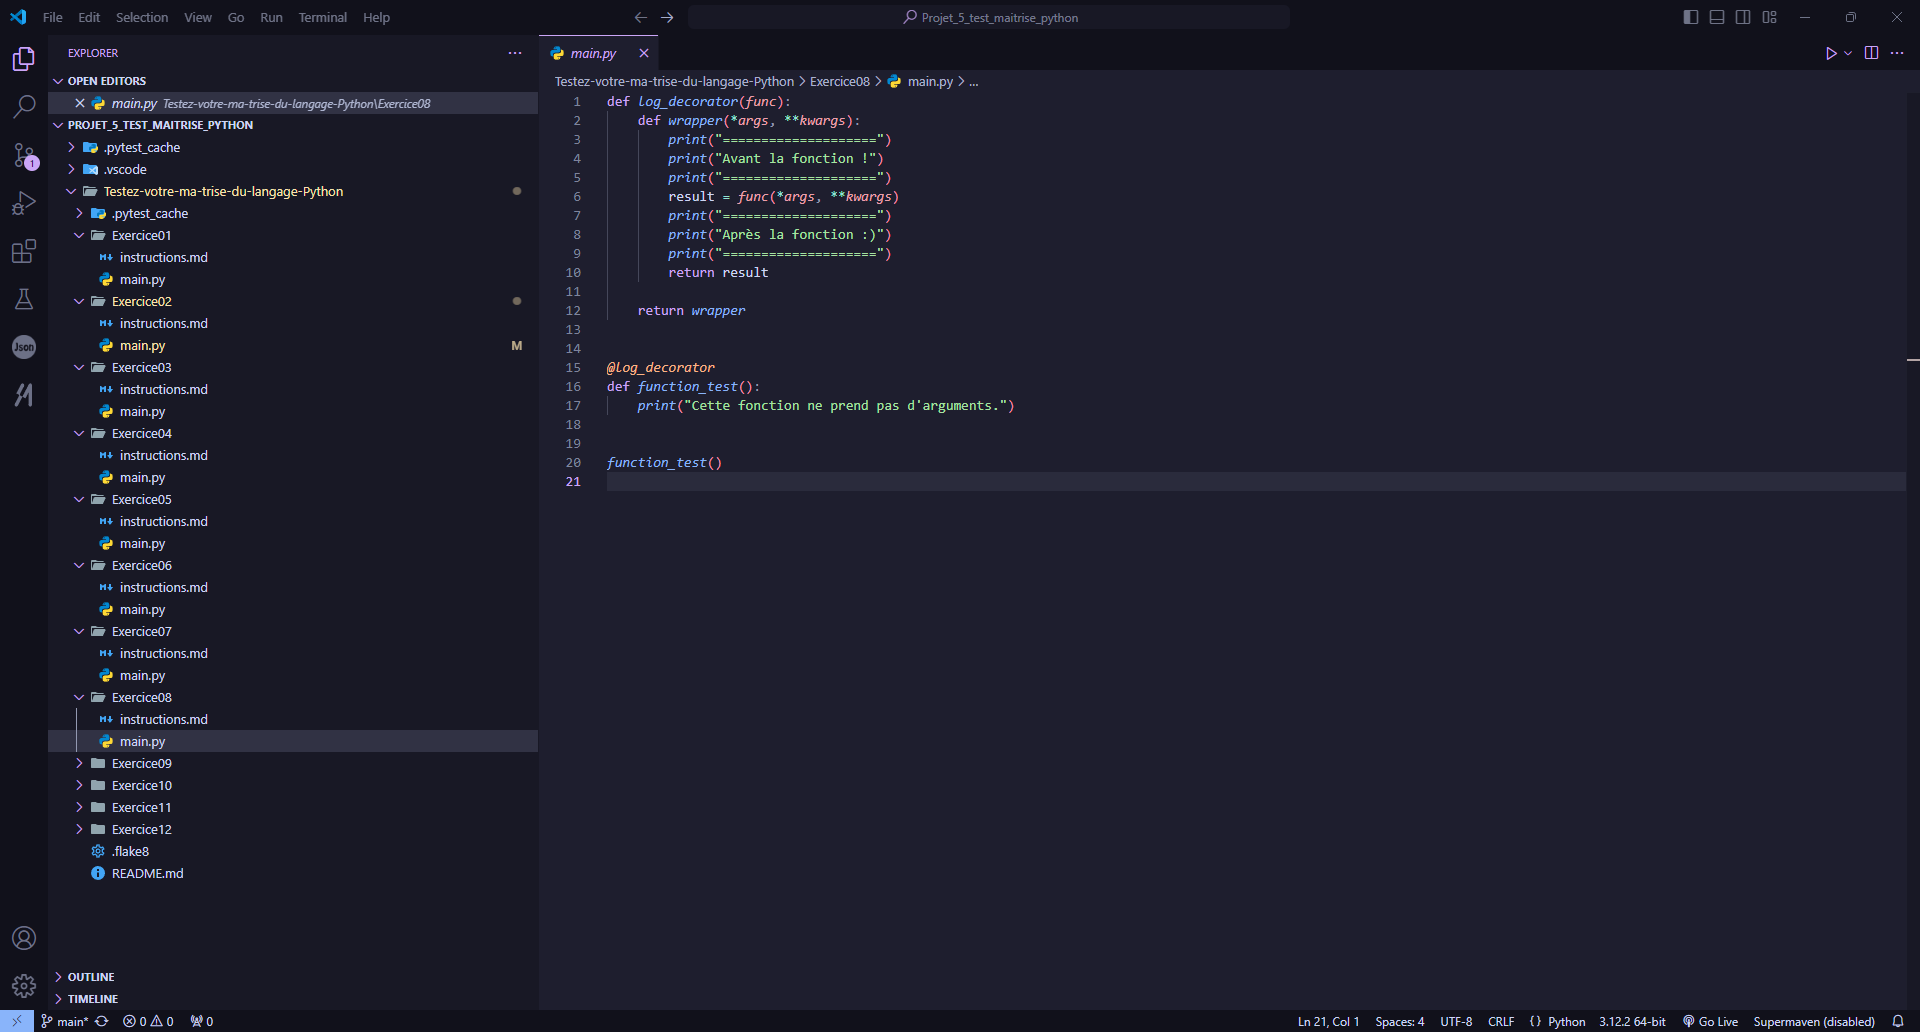 File Edit Selection View Go Run Terminal Help
Projet_5_test_maitrise_python
EXPLORER
OPEN EDITORS
main.py Testez-votre-ma-trise-du-langage-Python\Exercice08
PROJET_5_TEST_MAITRISE_PYTHON
.pytest_cache
.vscode
Testez-votre-ma-trise-du-langage-Python
.pytest_cache
Exercice01
instructions.md
main.py
Exercice02
instructions.md
main.py M
Exercice03
instructions.md
main.py
Exercice04
instructions.md
main.py
Exercice05
instructions.md
main.py
Exercice06
instructions.md
main.py
Exercice07
instructions.md
main.py
Exercice08
instructions.md
main.py
Exercice09
Exercice10
Exercice11
Exercice12
.flake8
README.md
OUTLINE
TIMELINE
1
Json
main.py
Testez-votre-ma-trise-du-langage-Python > Exercice08 > main.py > ...
1 def log_decorator(func):
2 def wrapper(*args, **kwargs):
3 print("====================")
4 print("Avant la fonction !")
5 print("====================")
6 result = func(*args, **kwargs)
7 print("====================")
8 print("Après la fonction :)")
9 print("====================")
10 return result
11
12 return wrapper
13
14
15 @log_decorator
16 def function_test():
17 print("Cette fonction ne prend pas d'arguments.")
18
19
20 function_test()
21
main* 0 0 0
Ln 21, Col 1 Spaces: 4 UTF-8 CRLF { } Python 3.12.2 64-bit Go Live Supermaven (disabled)